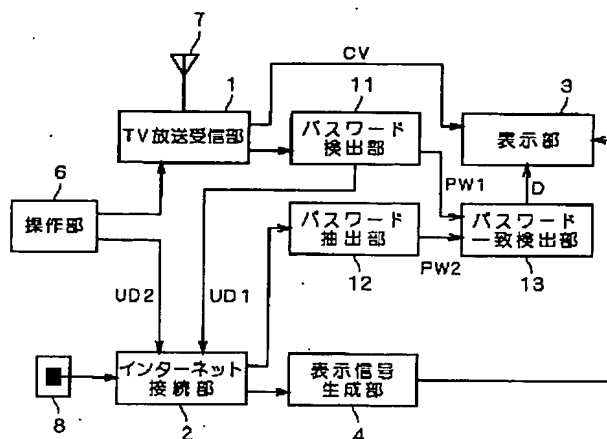 7
CV
1
11
3
TV放送受信部
パスワード
検出部
表示部
6
PW1
D
操作部
パスワード
抽出部
パスワード
一致検出部
PW2
12
13
UD2
UD1
インターネット
接続部
表示信号
生成部
8
2
4